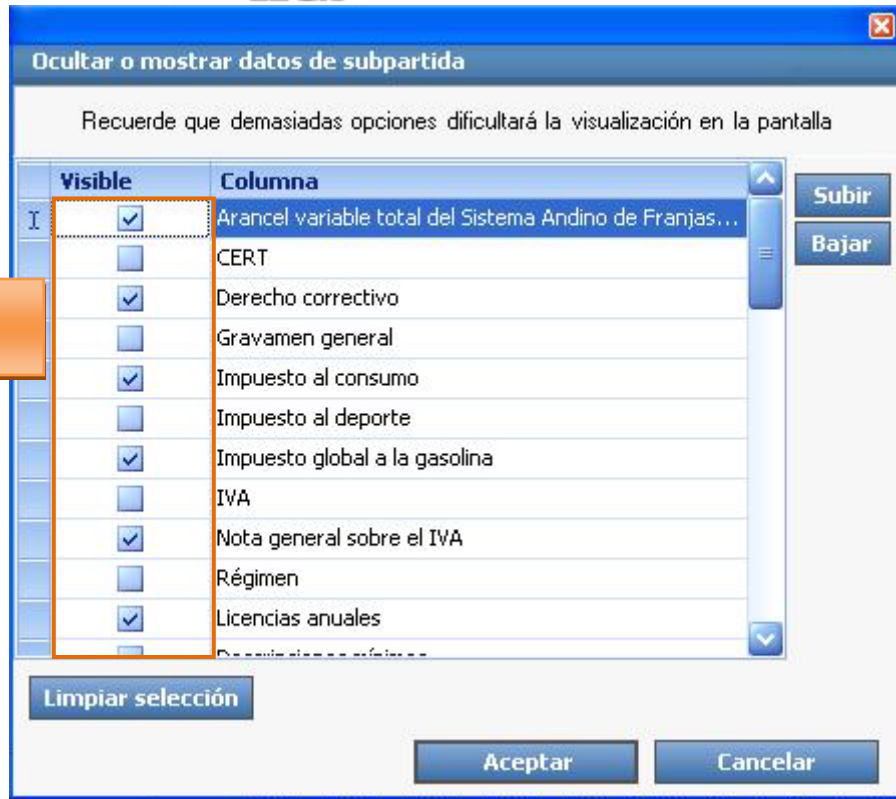 Ocultar o mostrar datos de subpartida
Recuerde que demasiadas opciones dificultará la visualización en la pantalla
Visible Columna
Arancel variable total del Sistema Andino de Franjas...
CERT
Derecho correctivo
Gravamen general
Impuesto al consumo
Impuesto al deporte
Impuesto global a la gasolina
IVA
Nota general sobre el IVA
Régimen
Licencias anuales
Subir
Bajar
Limpiar selección
Aceptar Cancelar